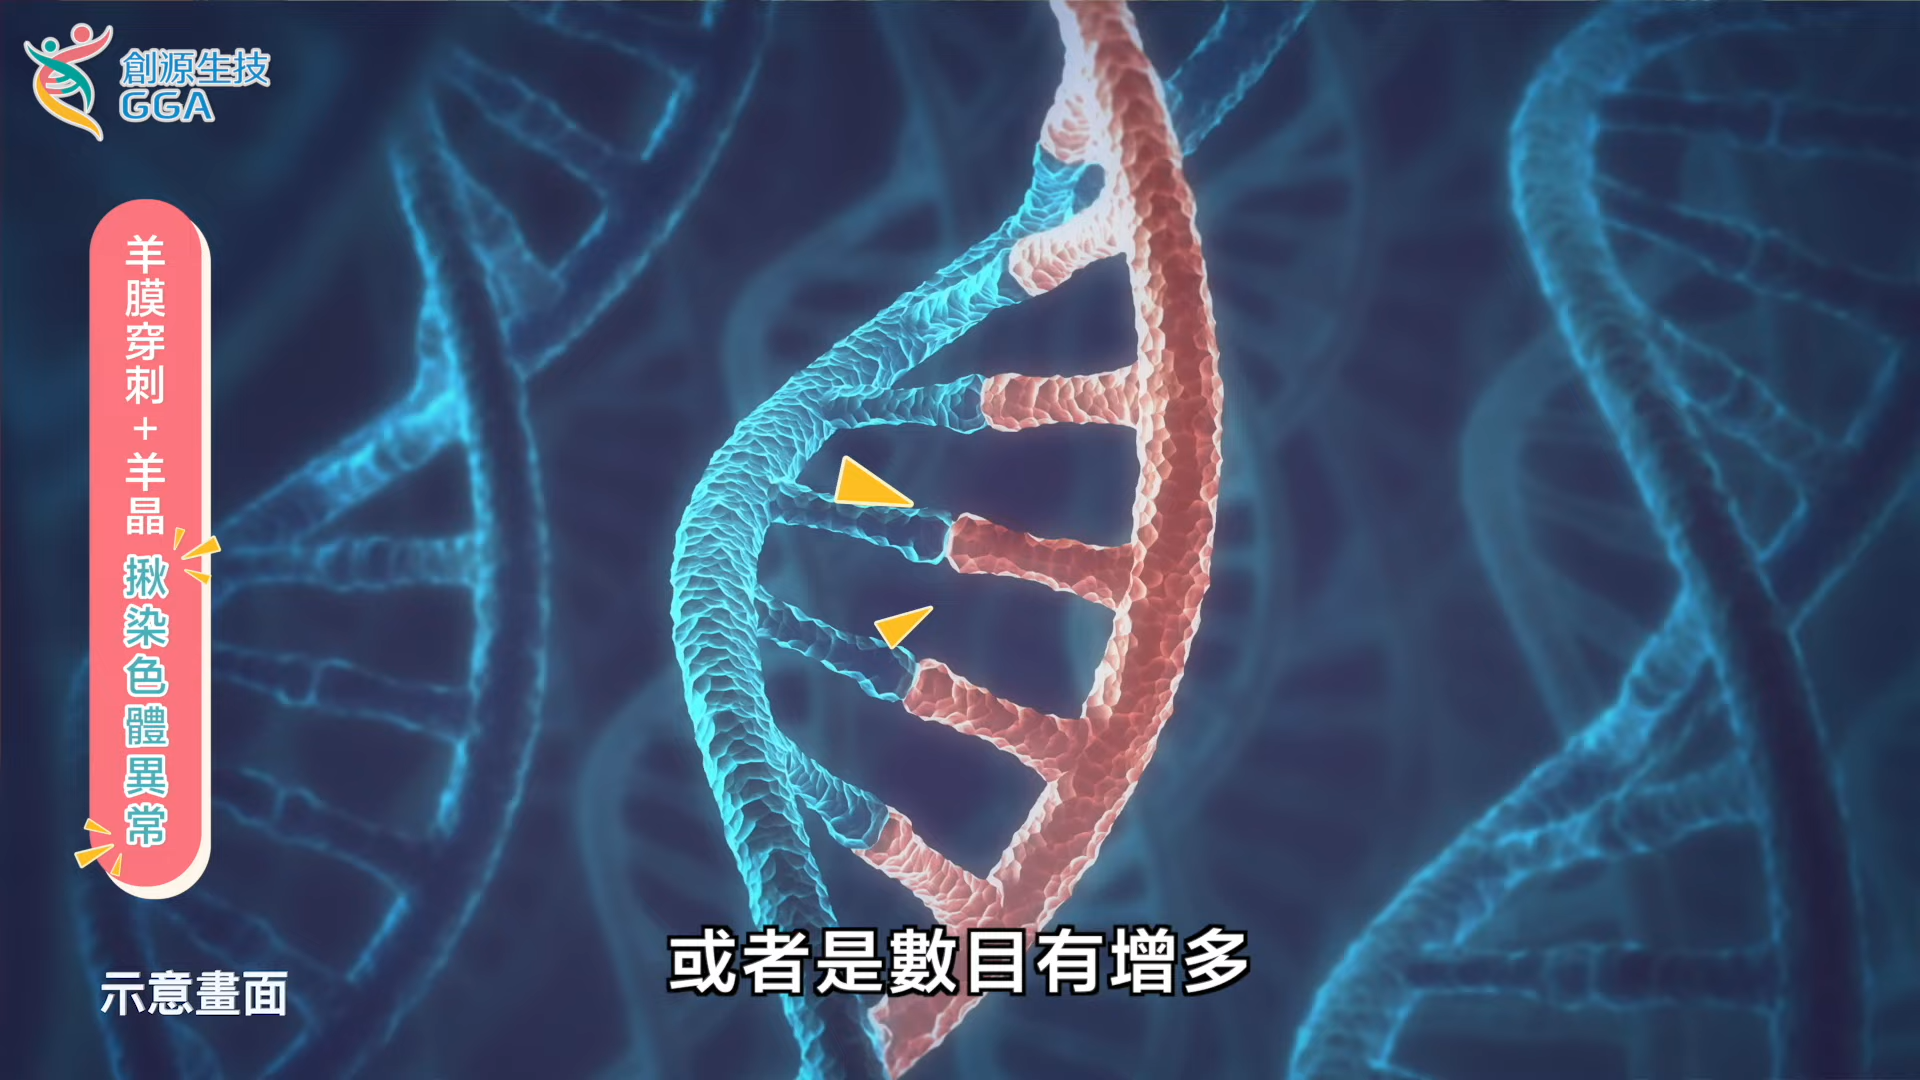 創源生技
GGA
羊膜穿刺+羊晶
揪染色體異常
或者是數目有增多
示意畫面